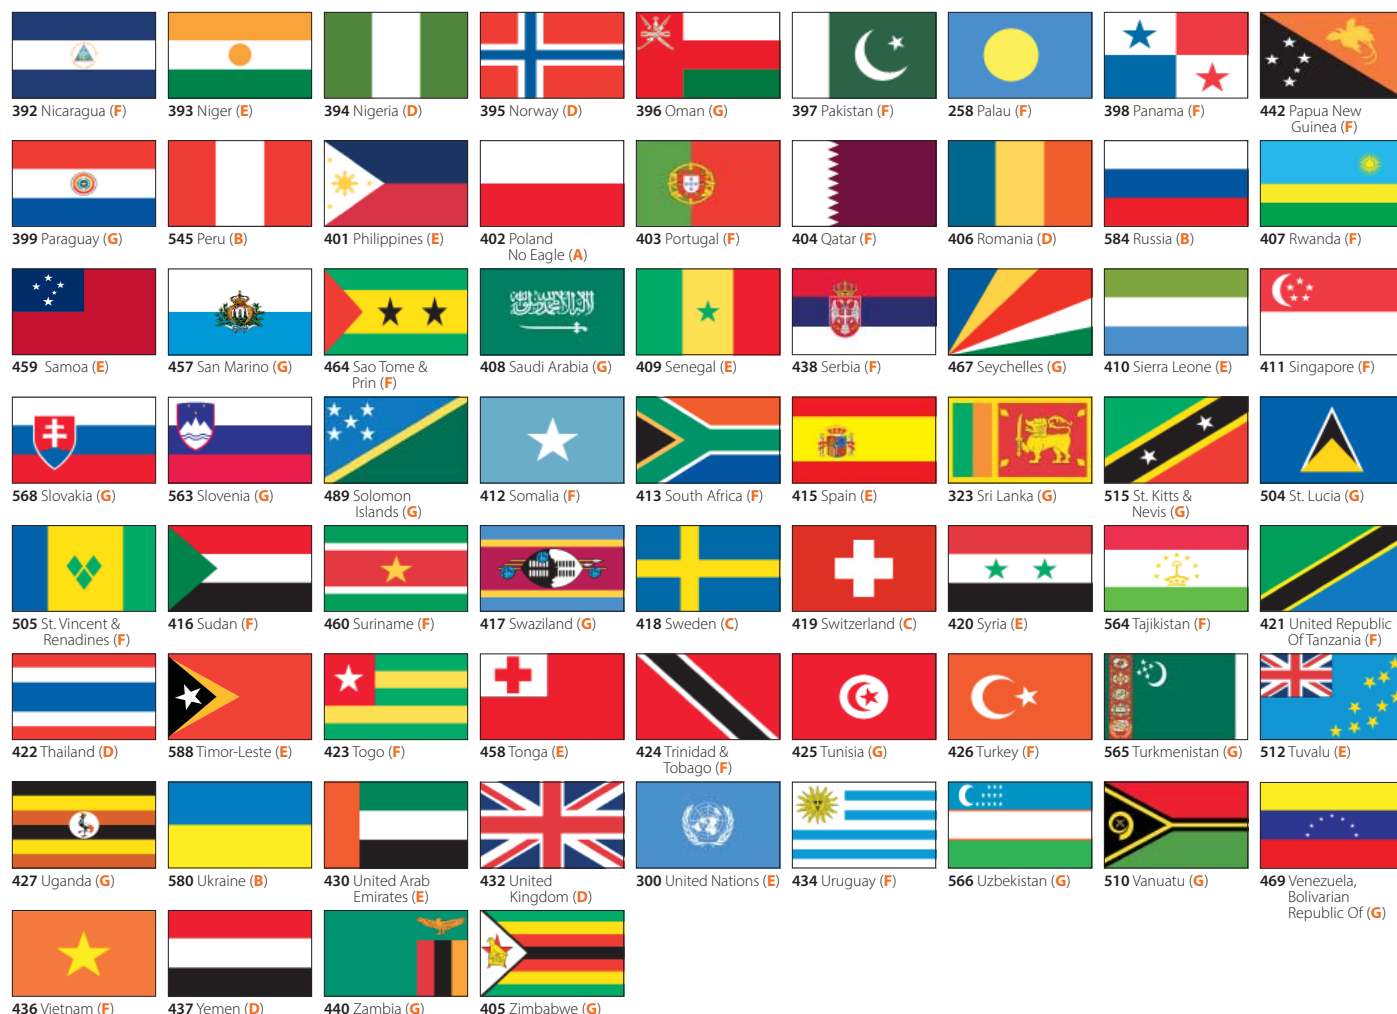 392 Nicaragua (F)
393 Niger (E)
394 Nigeria (D)
395 Norway (D)
396 Oman (G)
397 Pakistan (F)
258 Palau (F)
398 Panama (F)
442 Papua New
Guinea (F)
399 Paraguay (G)
545 Peru (B)
401 Philippines (E)
402 Poland
No Eagle (A)
403 Portugal (F)
404 Qatar (F)
406 Romania (D)
584 Russia (B)
407 Rwanda (F)
459 Samoa (E)
457 San Marino (G)
464 Sao Tome &
Prin (F)
408 Saudi Arabia (G)
409 Senegal (E)
438 Serbia (F)
467 Seychelles (G)
410 Sierra Leone (E)
411 Singapore (F)
568 Slovakia (G)
563 Slovenia (G)
489 Solomon
Islands (G)
412 Somalia (F)
413 South Africa (F)
415 Spain (E)
323 Sri Lanka (G)
515 St. Kitts &
Nevis (G)
504 St. Lucia (G)
505 St. Vincent &
Renadines (F)
416 Sudan (F)
460 Suriname (F)
417 Swaziland (G)
418 Sweden (C)
419 Switzerland (C)
420 Syria (E)
564 Tajikistan (F)
421 United Republic
Of Tanzania (F)
422 Thailand (D)
588 Timor-Leste (E)
423 Togo (F)
458 Tonga (E)
424 Trinidad &
Tobago (F)
425 Tunisia (G)
426 Turkey (F)
565 Turkmenistan (G)
512 Tuvalu (E)
427 Uganda (G)
580 Ukraine (B)
430 United Arab
Emirates (E)
432 United
Kingdom (D)
300 United Nations (E)
434 Uruguay (F)
566 Uzbekistan (G)
510 Vanuatu (G)
469 Venezuela,
Bolivarian
Republic Of (G)
436 Vietnam (F)
437 Yemen (D)
440 Zambia (G)
405 Zimbabwe (G)